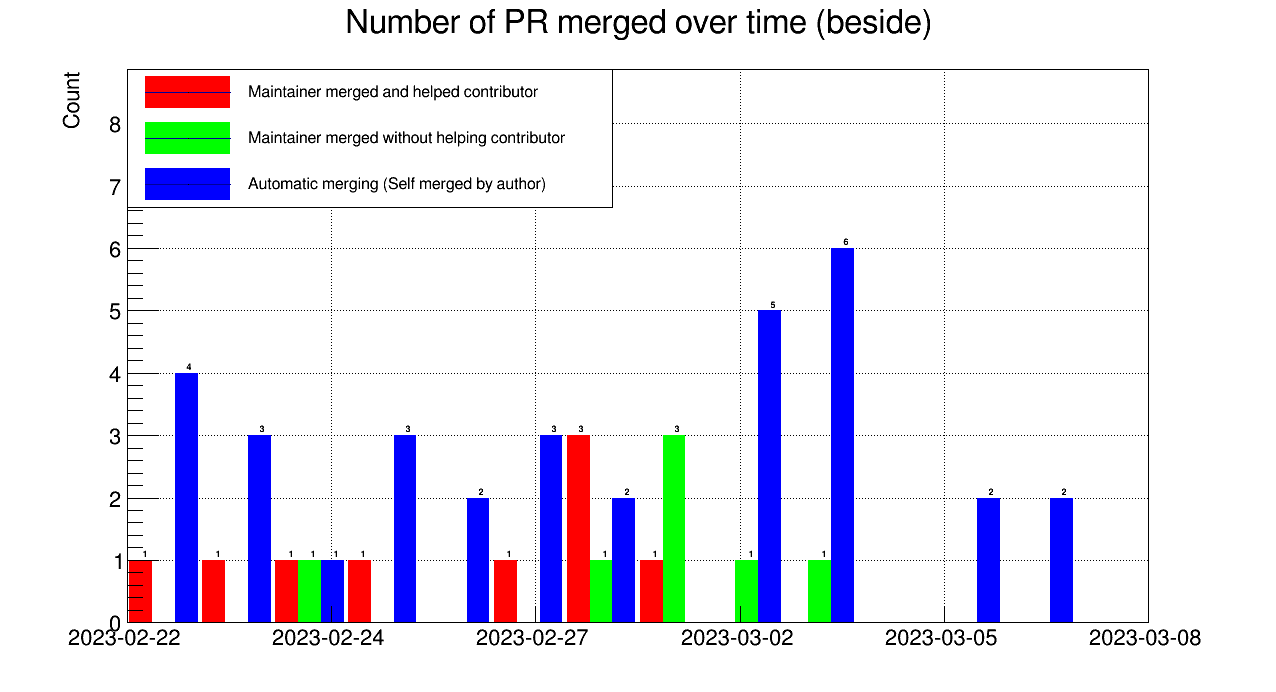 Number of PR merged over time (beside)
Count
Maintainer merged and helped contributor
Maintainer merged without helping contributor
Automatic merging (Self merged by author)
8
7
6
5
4
3
2
1
0
1 4 1 3 1 1 1 1 3 2 1 3 3 1 2 1 3 1 5 1 6 2 2
2023-02-22 2023-02-24 2023-02-27 2023-03-02 2023-03-05 2023-03-08